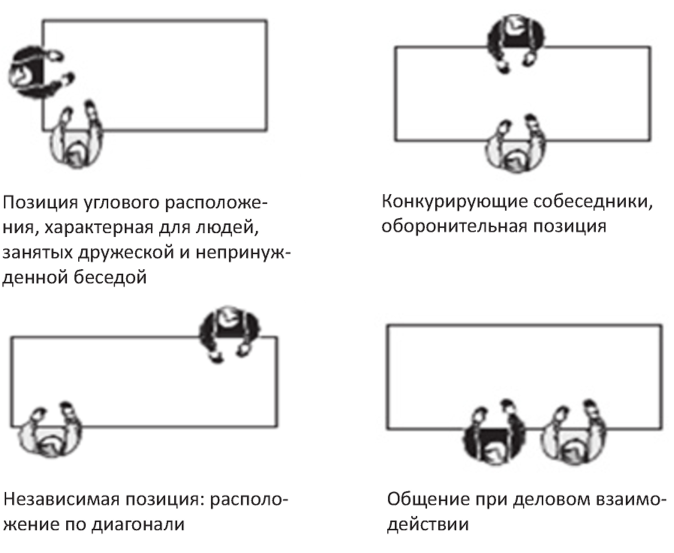 Позиция углового расположе-
ния, характерная для людей,
занятых дружеской и непринуж-
денной беседой
Конкурирующие собеседники,
оборонительная позиция
Независимая позиция: располо-
жение по диагонали
Общение при деловом взаимо-
действии